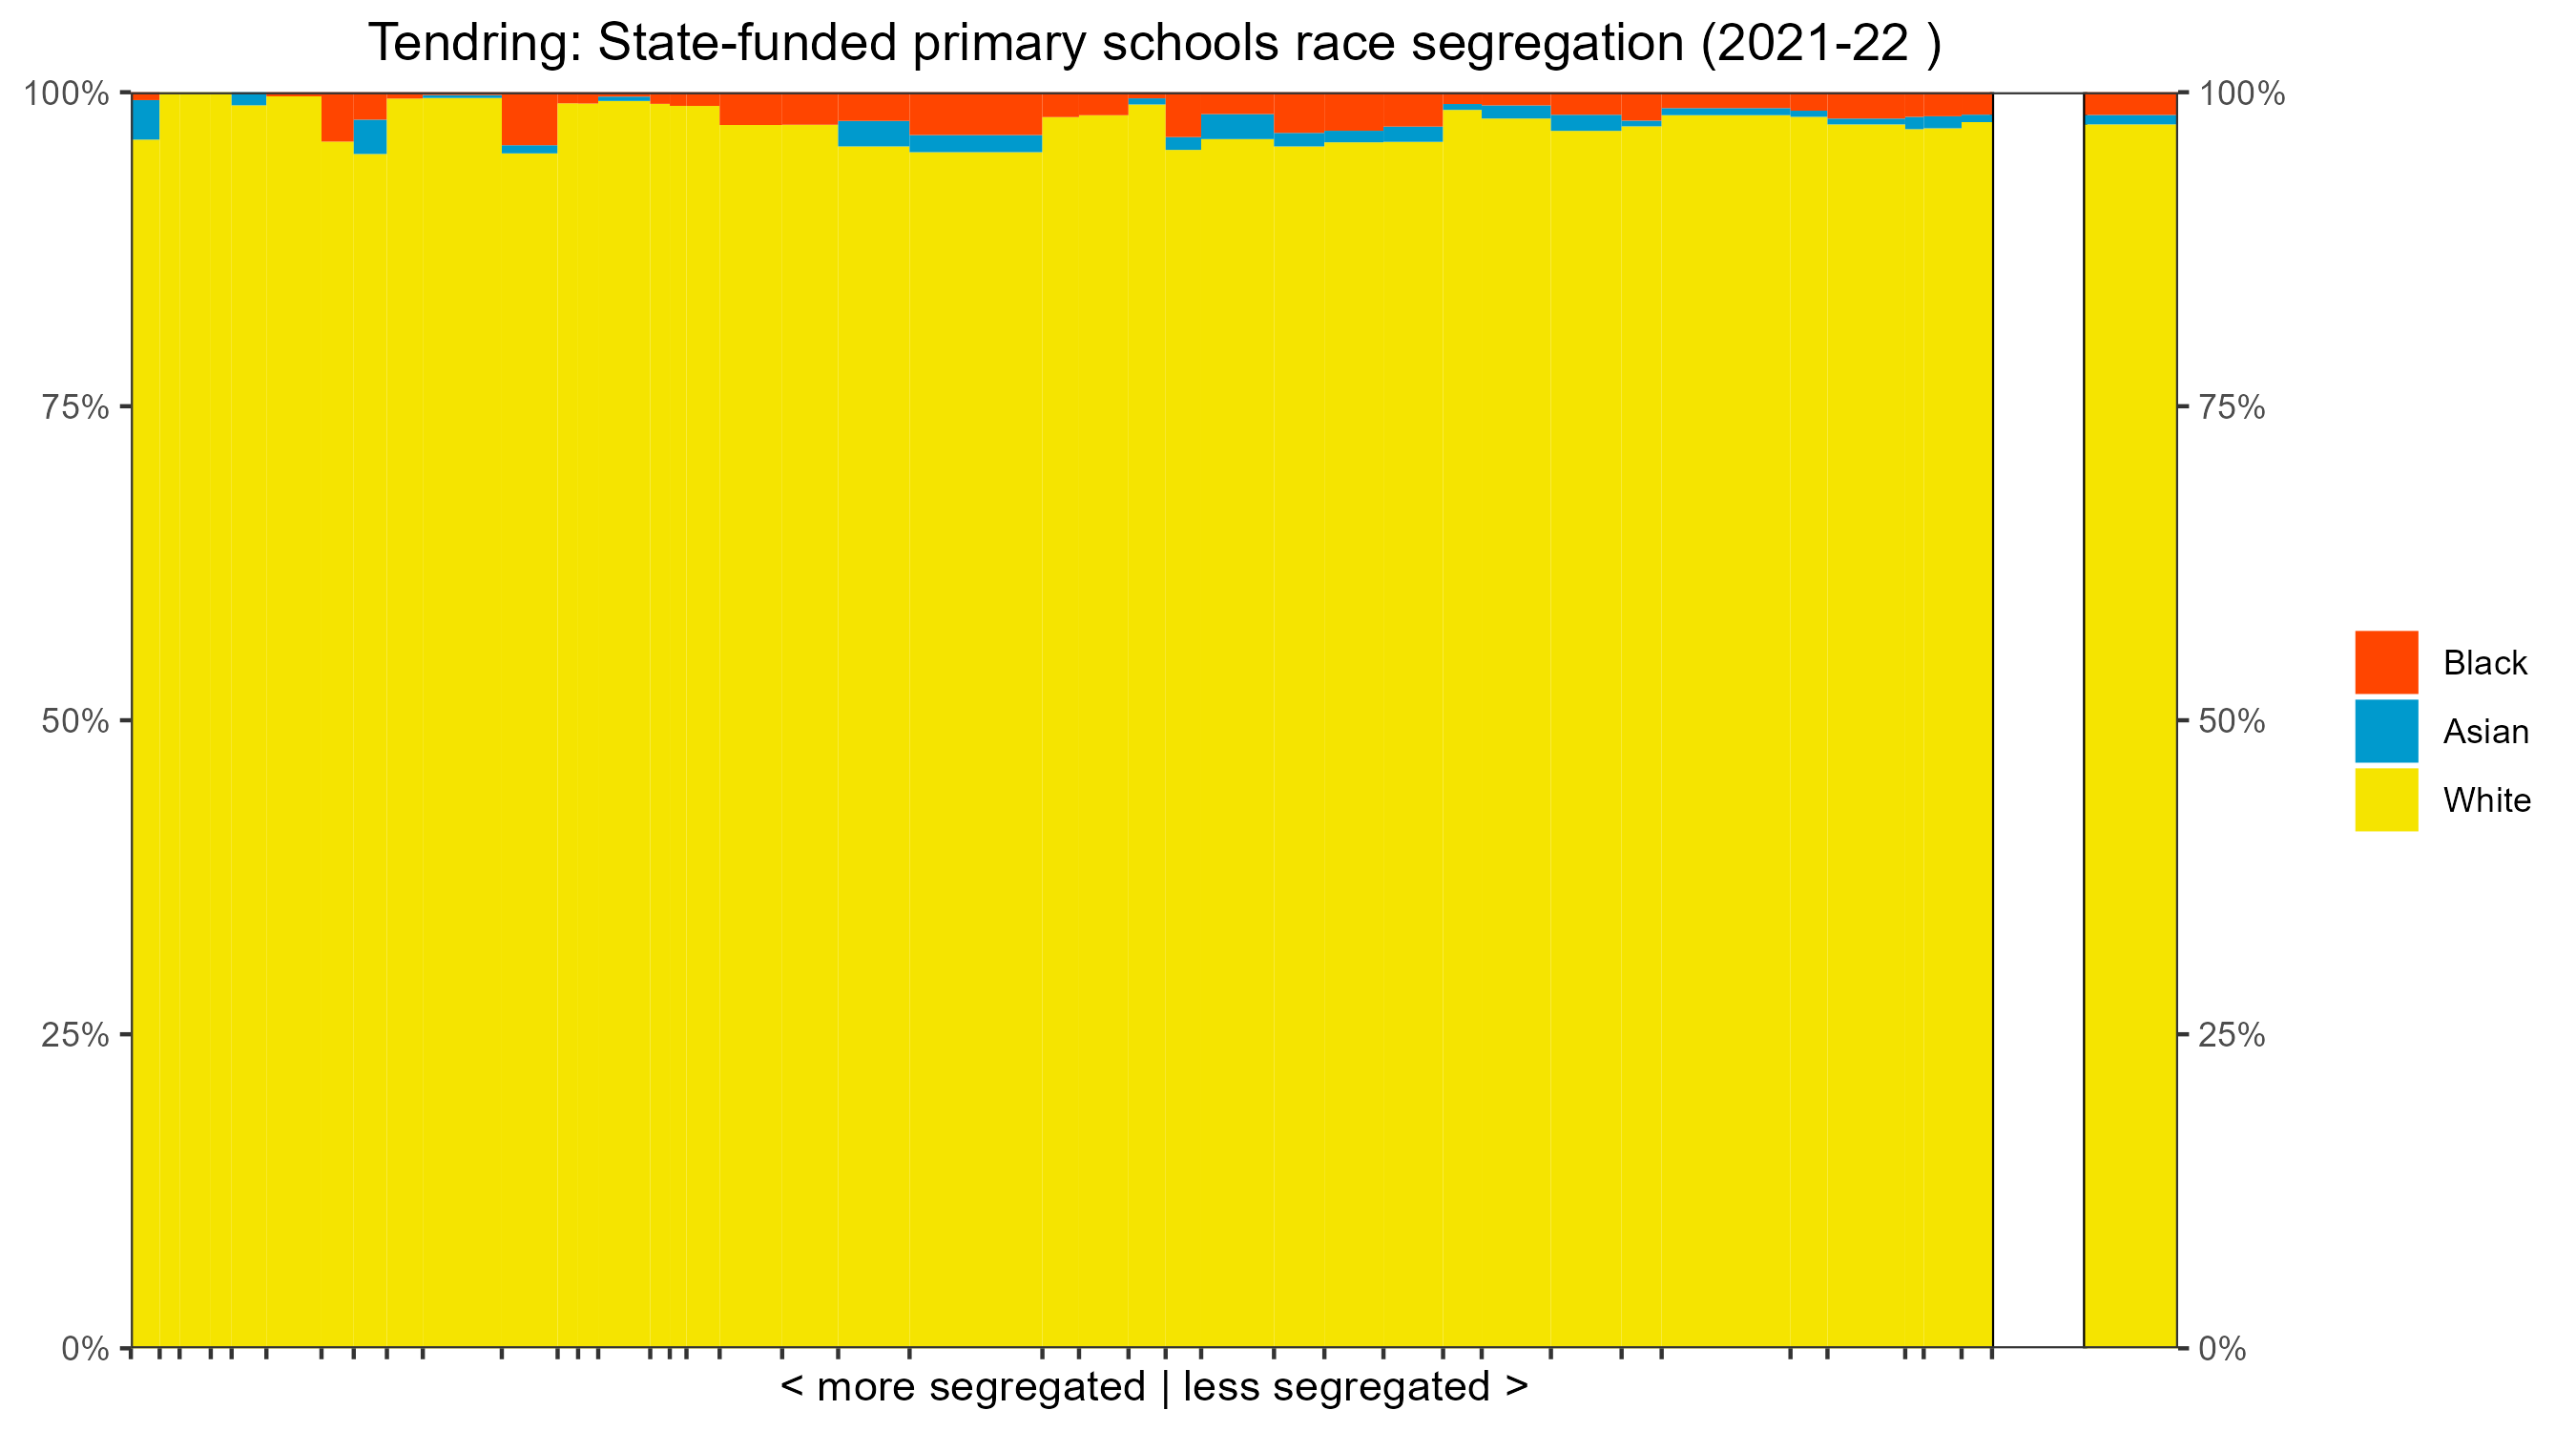 Tendring: State-funded primary schools race segregation (2021-22 )
100%
75%
50%
25%
0%
100%
75%
50%
25%
0%
Black
Asian
White
< more segregated | less segregated >